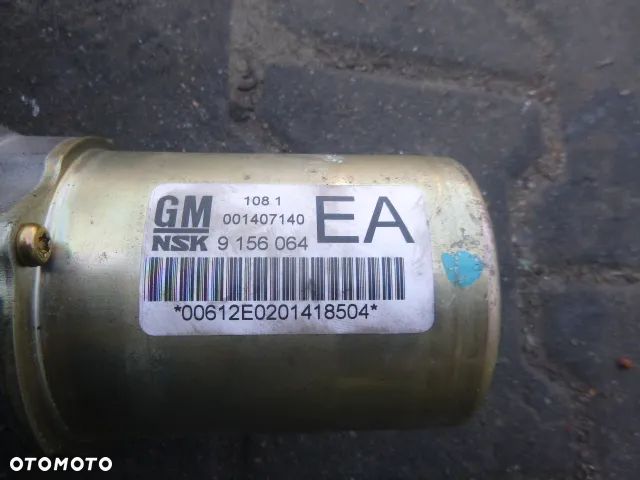 GM 108 1
001407140 EA
NSK 9 156 064
*00612E0201418504*
OTOMOTO